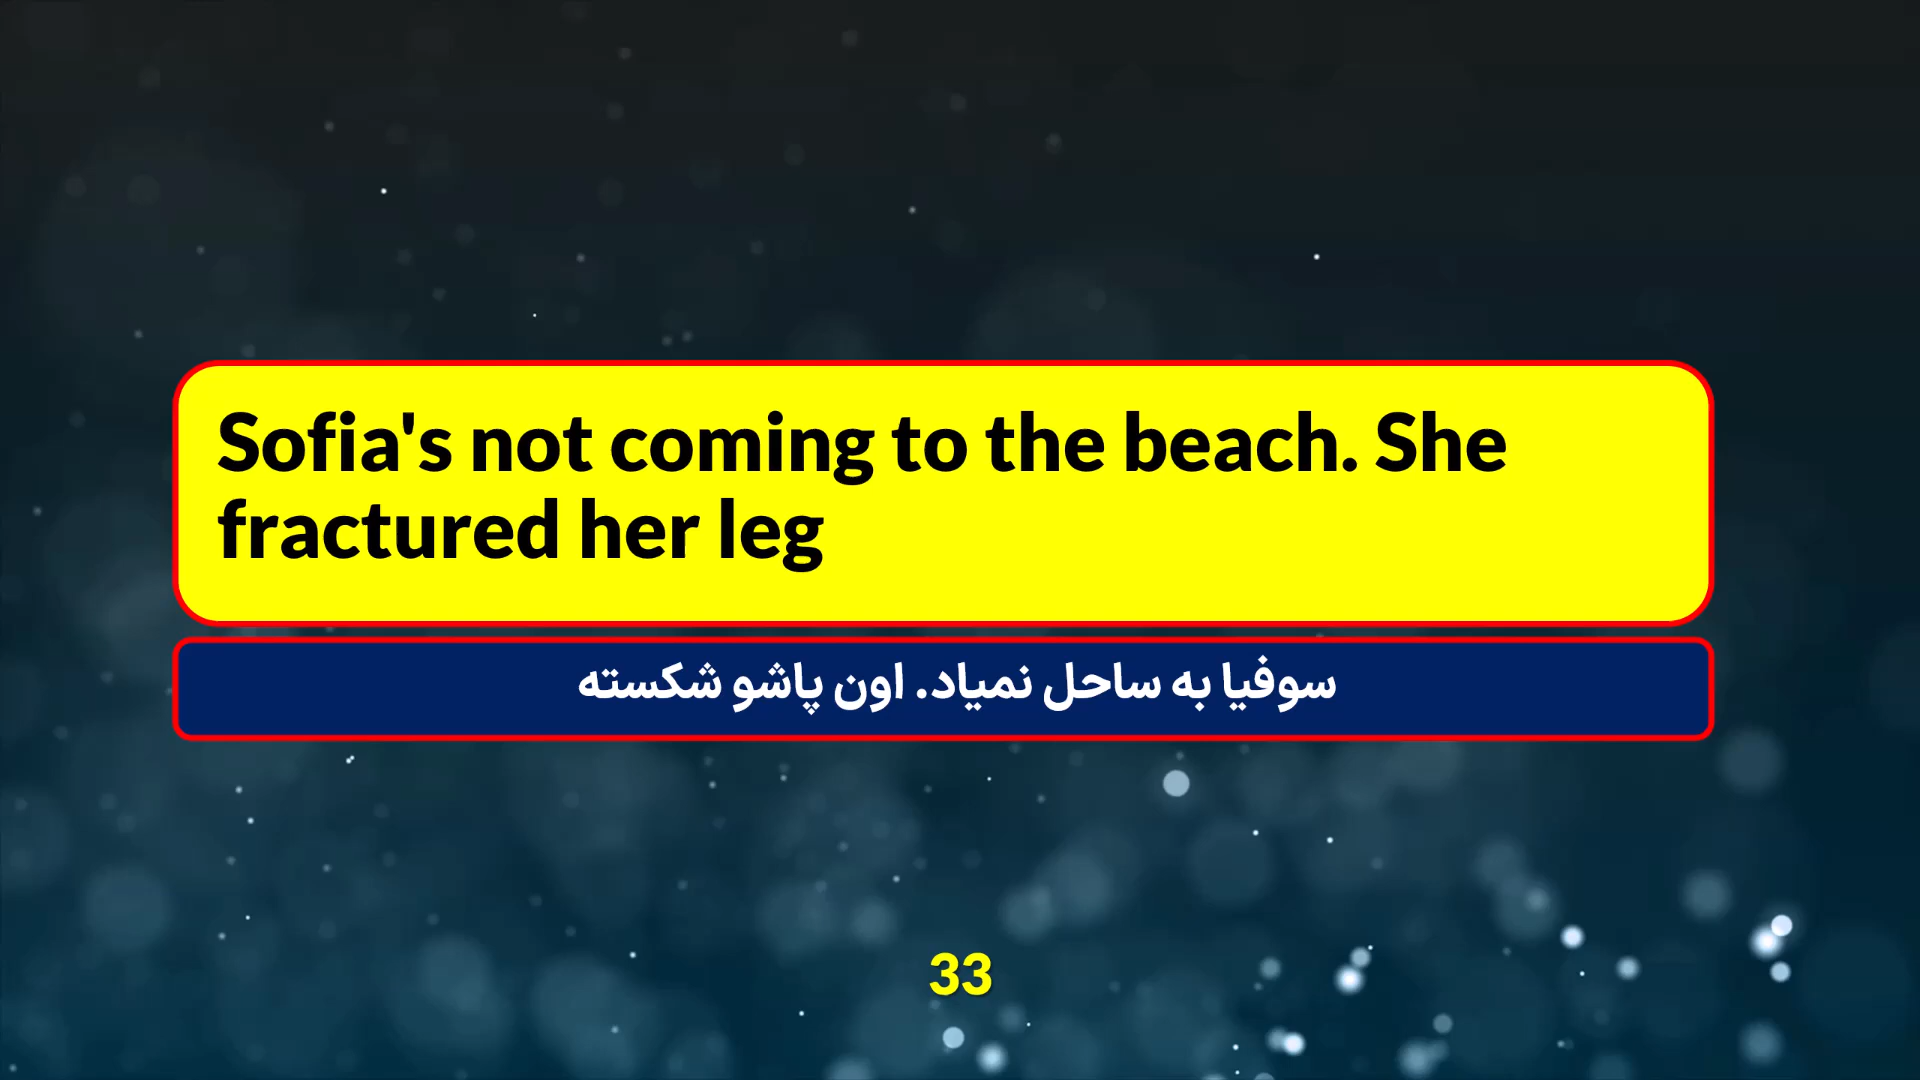 Sofia's not coming to the beach. She
fractured her leg
سوفیا به ساحل نمیاد. اون پاشو شکسته
33